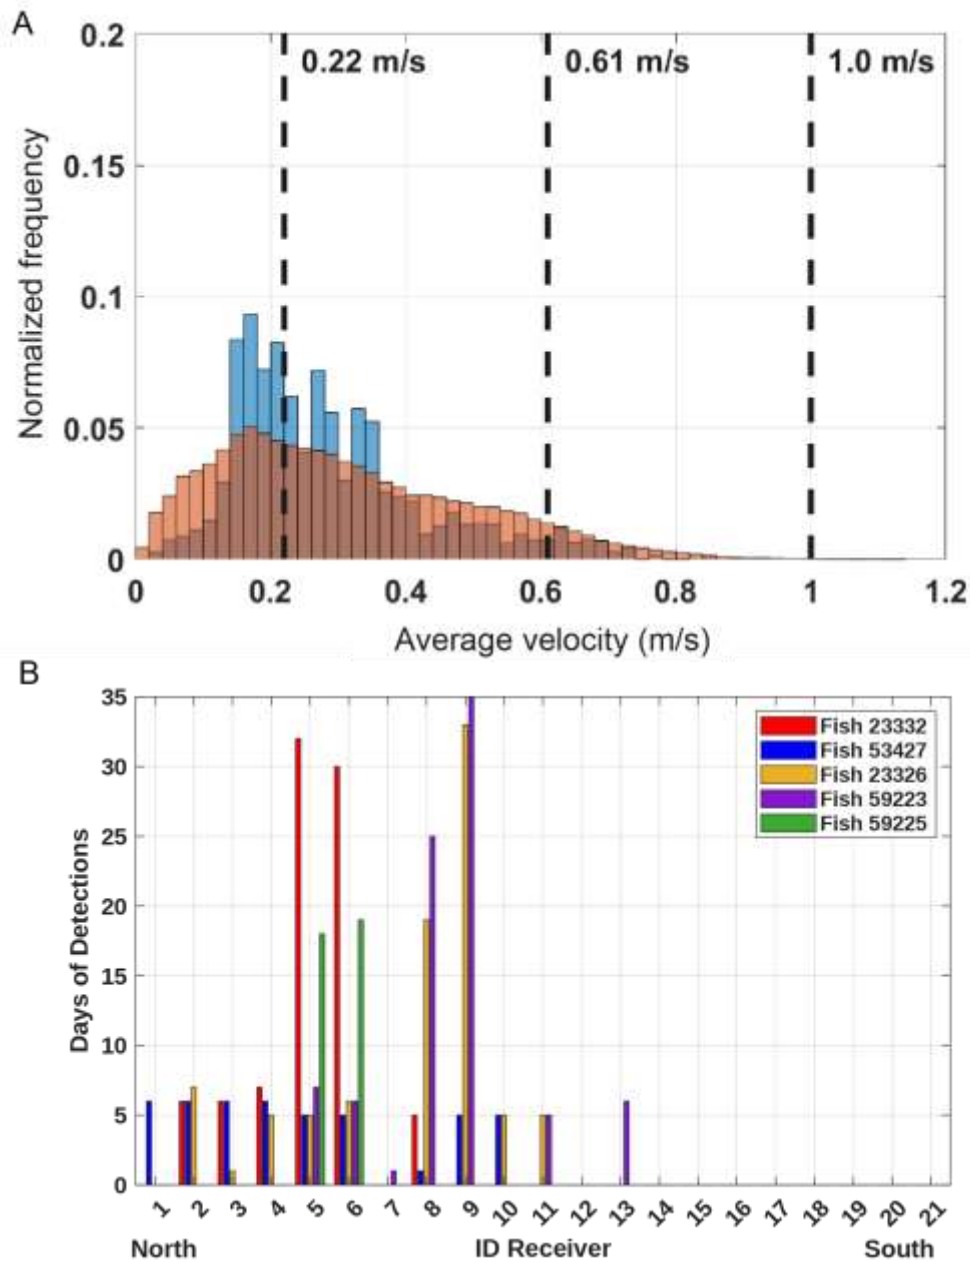 A
0.2
0.22 m/s
0.61 m/s
1.0 m/s
0.15
0.1
0.05
0
Normalized frequency
0 0.2 0.4 0.6 0.8 1 1.2
Average velocity (m/s)
B
35
30
25
20
15
10
5
0
Days of Detections
Fish 23332
Fish 53427
Fish 23326
Fish 59223
Fish 59225
1 2 3 4 5 6 7 8 9 10 11 12 13 14 15 16 17 18 19 20 21
North ID Receiver South